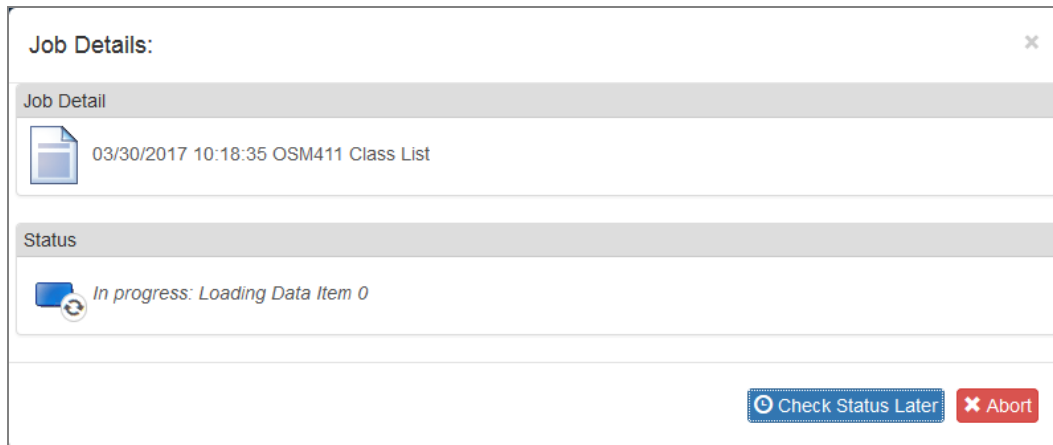 Job Details:
Job Detail
03/30/2017 10:18:35 OSM411 Class List
Status
In progress: Loading Data Item 0
Check Status Later
Abort